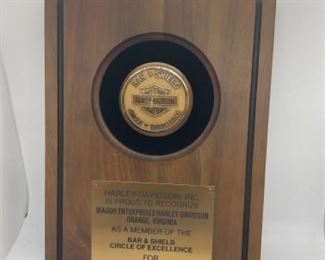 BAR & SHIELD
HARLEY-DAVIDSON
CIRCLE OF EXCELLENCE
HARLEY-DAVIDSON, INC.
IS PROUD TO RECOGNIZE
WAUGH ENTERPRISES HARLEY-DAVIDSON
ORANGE, VIRGINIA
AS A MEMBER OF THE
BAR & SHIELD
CIRCLE OF EXCELLENCE
FOR